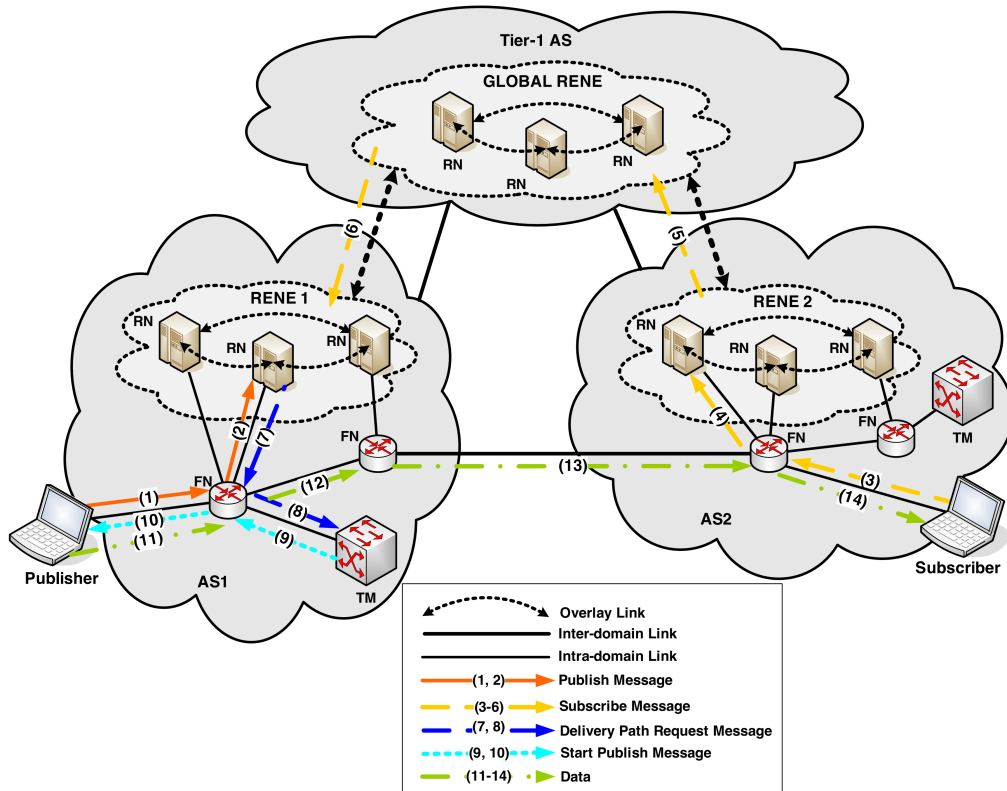 Tier-1 AS
GLOBAL RENE
RN
RN
RN
(6)
(5)
RENE 1
RN
RN
RN
RENE 2
RN
RN
RN
(2)
(7)
(4)
FN
FN
FN
FN
TM
(1)
(10)
(11)
(12)
(8)
(9)
(13)
(3)
(14)
Publisher
AS1
TM
AS2
Subscriber
Overlay Link
Inter-domain Link
Intra-domain Link
(1, 2) Publish Message
(3-6) Subscribe Message
(7, 8) Delivery Path Request Message
(9, 10) Start Publish Message
(11-14) Data